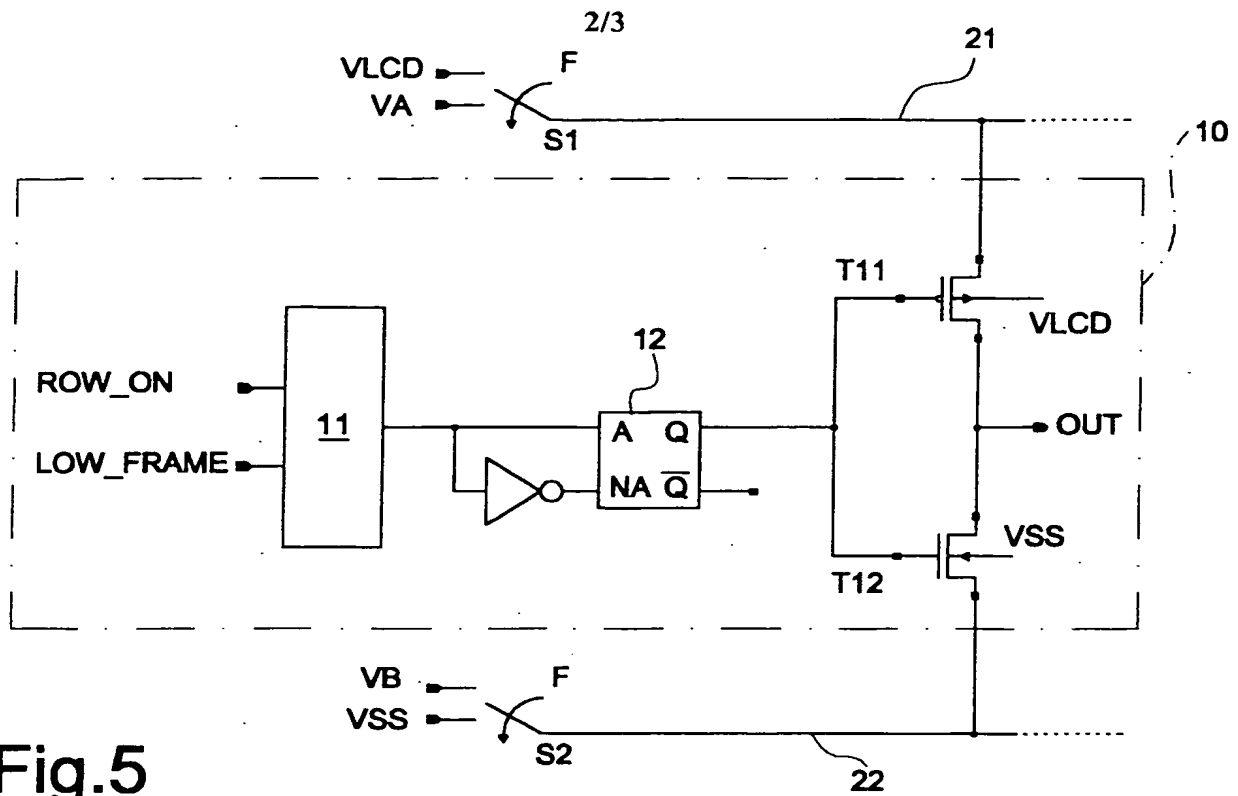 2/3
21
VLCD
F
VA
S1
10
T11
VLCD
12
ROW_ON
11
A Q
OUT
LOW_FRAME
NA Q̅
VSS
T12
VB
F
VSS
S2
22
Fig.5